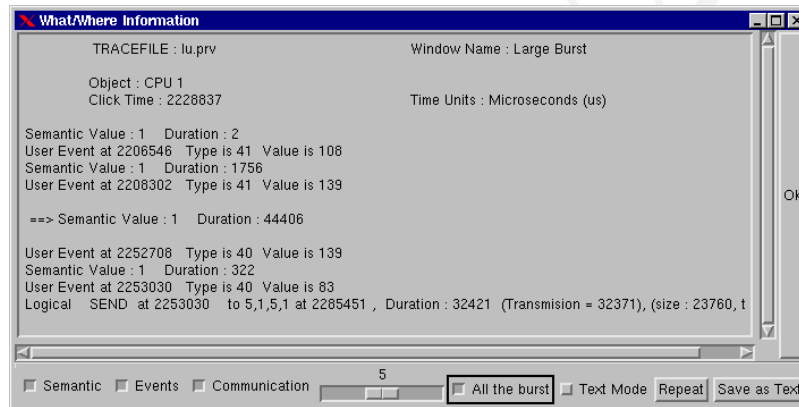 What/Where Information
TRACEFILE : lu.prv Window Name : Large Burst
Object : CPU 1
Click Time : 2228837 Time Units : Microseconds (us)
Semantic Value : 1 Duration : 2
User Event at 2206546 Type is 41 Value is 108
Semantic Value : 1 Duration : 1756
User Event at 2208302 Type is 41 Value is 139
==> Semantic Value : 1 Duration : 44406
User Event at 2252708 Type is 40 Value is 139
Semantic Value : 1 Duration : 322
User Event at 2253030 Type is 40 Value is 83
Logical SEND at 2253030 to 5,1,5,1 at 2285451 , Duration : 32421 (Transmision = 32371), (size : 23760, t
Ok
5
Semantic Events Communication All the burst Text Mode Repeat Save as Text